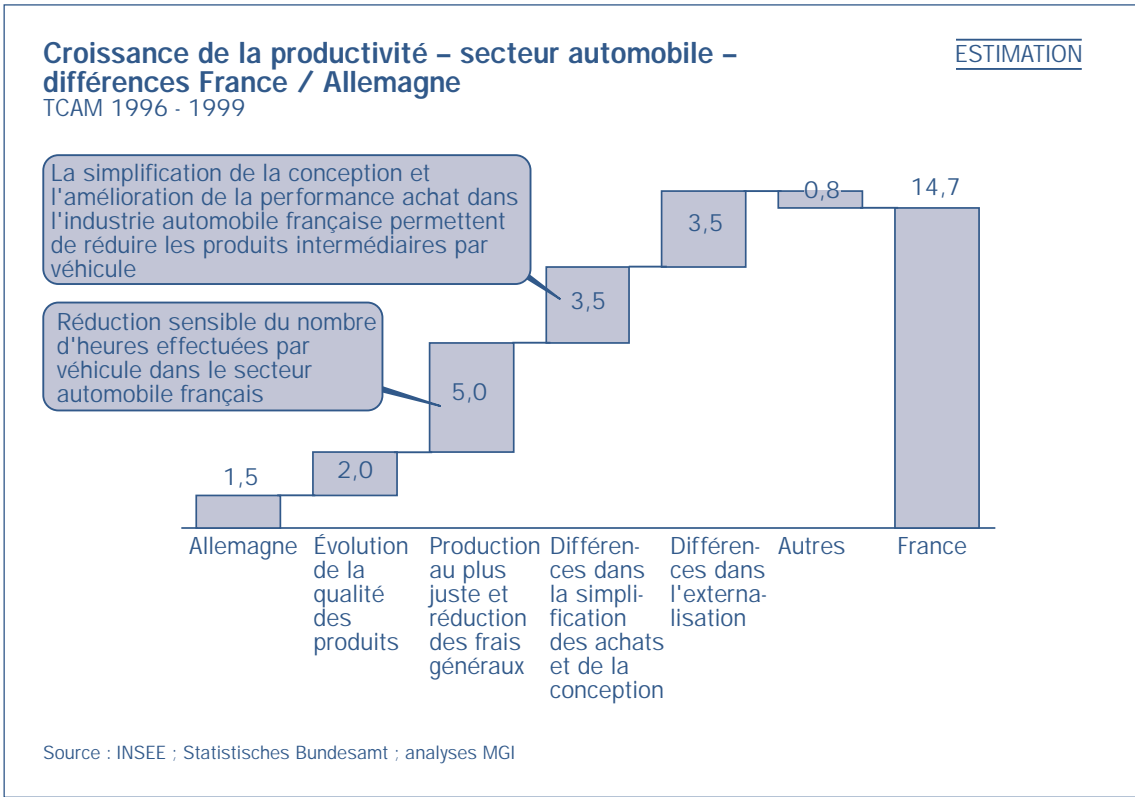 Croissance de la productivité – secteur automobile –
différences France / Allemagne
TCAM 1996 - 1999
ESTIMATION
La simplification de la conception et
l'amélioration de la performance achat dans
l'industrie automobile française permettent
de réduire les produits intermédiaires par
véhicule
Réduction sensible du nombre
d'heures effectuées par
véhicule dans le secteur
automobile français
1,5
2,0
5,0
3,5
3,5
0,8
14,7
Allemagne
Évolution
de la
qualité
des
produits
Production
au plus
juste et
réduction
des frais
généraux
Différen-
ces dans
la simpli-
fication
des achats
et de la
conception
Différen-
ces dans
l'externa-
lisation
Autres
France
Source : INSEE ; Statistisches Bundesamt ; analyses MGI